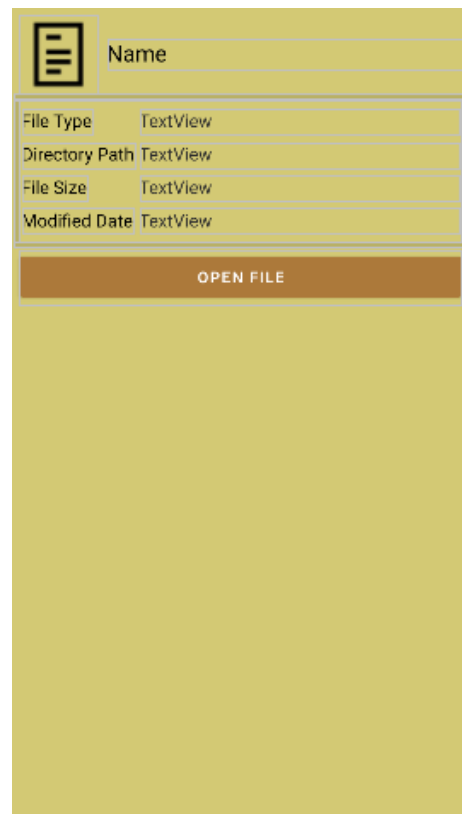 Name
File Type TextView
Directory Path TextView
File Size TextView
Modified Date TextView
OPEN FILE